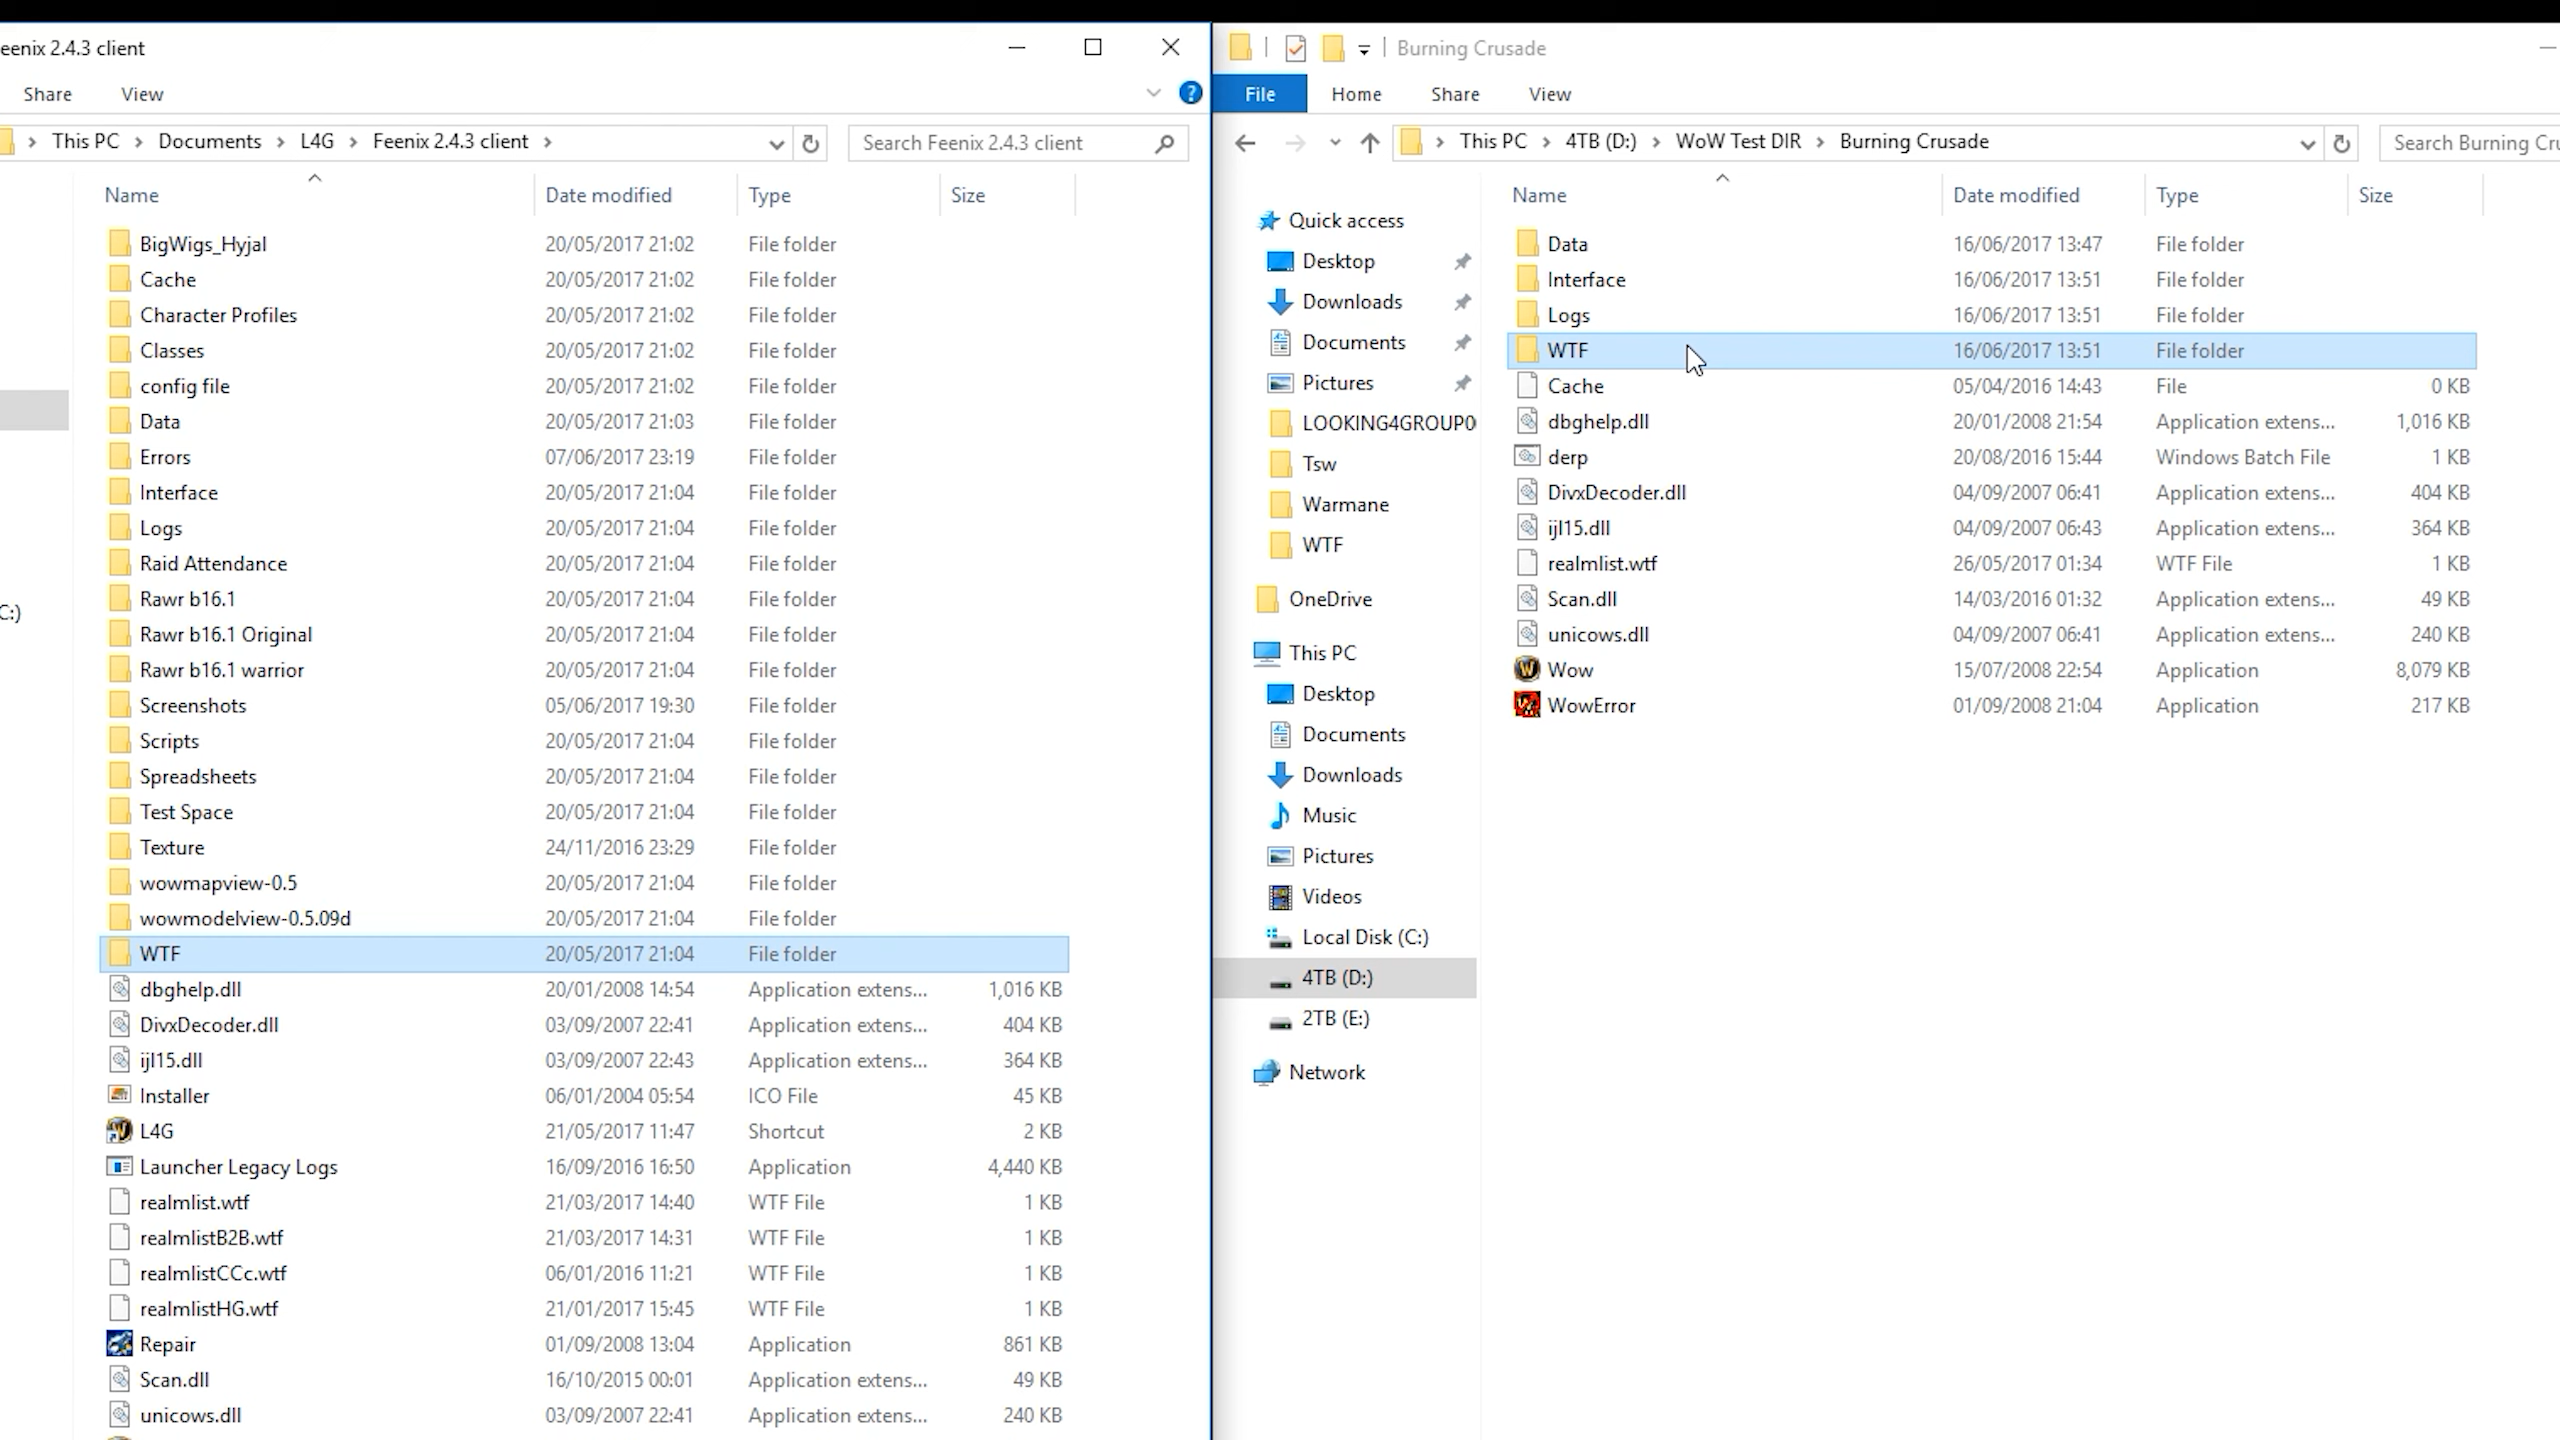 eenix 2.4.3 client
Share View
This PC Documents L4G Feenix 2.4.3 client Search Feenix 2.4.3 client
Name Date modified Type Size
BigWigs_Hyjal 20/05/2017 21:02 File folder
Cache 20/05/2017 21:02 File folder
Character Profiles 20/05/2017 21:02 File folder
Classes 20/05/2017 21:02 File folder
config file 20/05/2017 21:02 File folder
Data 20/05/2017 21:03 File folder
Errors 07/06/2017 23:19 File folder
Interface 20/05/2017 21:04 File folder
Logs 20/05/2017 21:04 File folder
Raid Attendance 20/05/2017 21:04 File folder
Rawr b16.1 20/05/2017 21:04 File folder
C:)
Rawr b16.1 Original 20/05/2017 21:04 File folder
Rawr b16.1 warrior 20/05/2017 21:04 File folder
Screenshots 05/06/2017 19:30 File folder
Scripts 20/05/2017 21:04 File folder
Spreadsheets 20/05/2017 21:04 File folder
Test Space 20/05/2017 21:04 File folder
Texture 24/11/2016 23:29 File folder
wowmapview-0.5 20/05/2017 21:04 File folder
wowmodelview-0.5.09d 20/05/2017 21:04 File folder
WTF 20/05/2017 21:04 File folder
dbghelp.dll 20/01/2008 14:54 Application extens... 1,016 KB
DivxDecoder.dll 03/09/2007 22:41 Application extens... 404 KB
ijl15.dll 03/09/2007 22:43 Application extens... 364 KB
Installer 06/01/2004 05:54 ICO File 45 KB
L4G 21/05/2017 11:47 Shortcut 2 KB
Launcher Legacy Logs 16/09/2016 16:50 Application 4,440 KB
realmlist.wtf 21/03/2017 14:40 WTF File 1 KB
realmlistB2B.wtf 21/03/2017 14:31 WTF File 1 KB
realmlistCCc.wtf 06/01/2016 11:21 WTF File 1 KB
realmlistHG.wtf 21/01/2017 15:45 WTF File 1 KB
Repair 01/09/2008 13:04 Application 861 KB
Scan.dll 16/10/2015 00:01 Application extens... 49 KB
unicows.dll 03/09/2007 22:41 Application extens... 240 KB
Burning Crusade
File Home Share View
This PC 4TB (D:) WoW Test DIR Burning Crusade Search Burning Cru
Quick access
Desktop
Downloads
Documents
Pictures
LOOKING4GROUP0
Tsw
Warmane
WTF
OneDrive
This PC
Desktop
Documents
Downloads
Music
Pictures
Videos
Local Disk (C:)
4TB (D:)
2TB (E:)
Network
Name Date modified Type Size
Data 16/06/2017 13:47 File folder
Interface 16/06/2017 13:51 File folder
Logs 16/06/2017 13:51 File folder
WTF 16/06/2017 13:51 File folder
Cache 05/04/2016 14:43 File 0 KB
dbghelp.dll 20/01/2008 21:54 Application extens... 1,016 KB
derp 20/08/2016 15:44 Windows Batch File 1 KB
DivxDecoder.dll 04/09/2007 06:41 Application extens... 404 KB
ijl15.dll 04/09/2007 06:43 Application extens... 364 KB
realmlist.wtf 26/05/2017 01:34 WTF File 1 KB
Scan.dll 14/03/2016 01:32 Application extens... 49 KB
unicows.dll 04/09/2007 06:41 Application extens... 240 KB
Wow 15/07/2008 22:54 Application 8,079 KB
WowError 01/09/2008 21:04 Application 217 KB